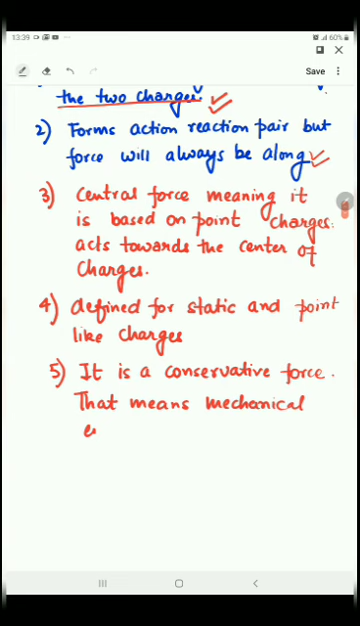 13:39
60%
Save
the two charges
2) Forms action reaction pair but
force will always be along
3) Central force meaning it
is based on point charges.
acts towards the center of
charges.
4) defined for static and point
like charges
5) It is a conservative force.
That means mechanical
e